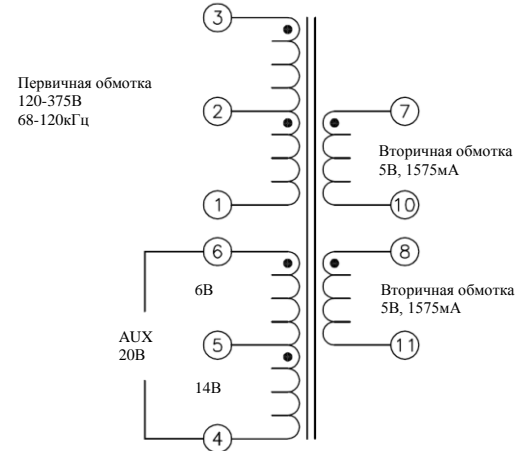 3
Первичная обмотка
120-375В
68-120кГц
2
7
Вторичная обмотка
5В, 1575мА
1
10
6
8
6В
Вторичная обмотка
5В, 1575мА
AUX
20В
5
11
14В
4